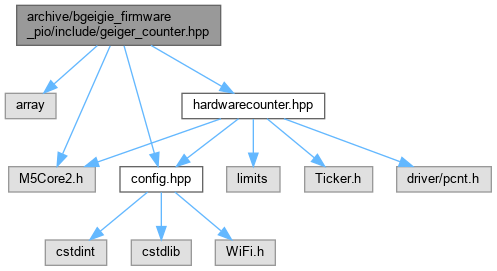 archive/bgeigie_firmware
_pio/include/geiger_counter.hpp
array
hardwarecounter.hpp
M5Core2.h
config.hpp
limits
Ticker.h
driver/pcnt.h
cstdint
cstdlib
WiFi.h